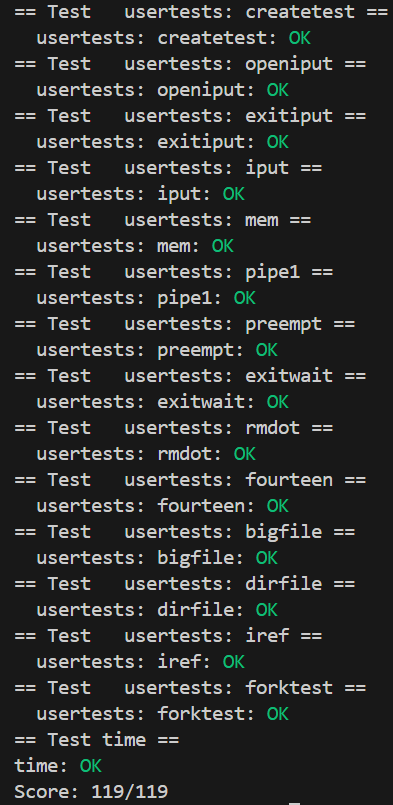 == Test   usertests: createtest ==
  usertests: createtest: OK
== Test   usertests: openiput ==
  usertests: openiput: OK
== Test   usertests: exitiput ==
  usertests: exitiput: OK
== Test   usertests: iput ==
  usertests: iput: OK
== Test   usertests: mem ==
  usertests: mem: OK
== Test   usertests: pipe1 ==
  usertests: pipe1: OK
== Test   usertests: preempt ==
  usertests: preempt: OK
== Test   usertests: exitwait ==
  usertests: exitwait: OK
== Test   usertests: rmdot ==
  usertests: rmdot: OK
== Test   usertests: fourteen ==
  usertests: fourteen: OK
== Test   usertests: bigfile ==
  usertests: bigfile: OK
== Test   usertests: dirfile ==
  usertests: dirfile: OK
== Test   usertests: iref ==
  usertests: iref: OK
== Test   usertests: forktest ==
  usertests: forktest: OK
== Test time ==
time: OK
Score: 119/119